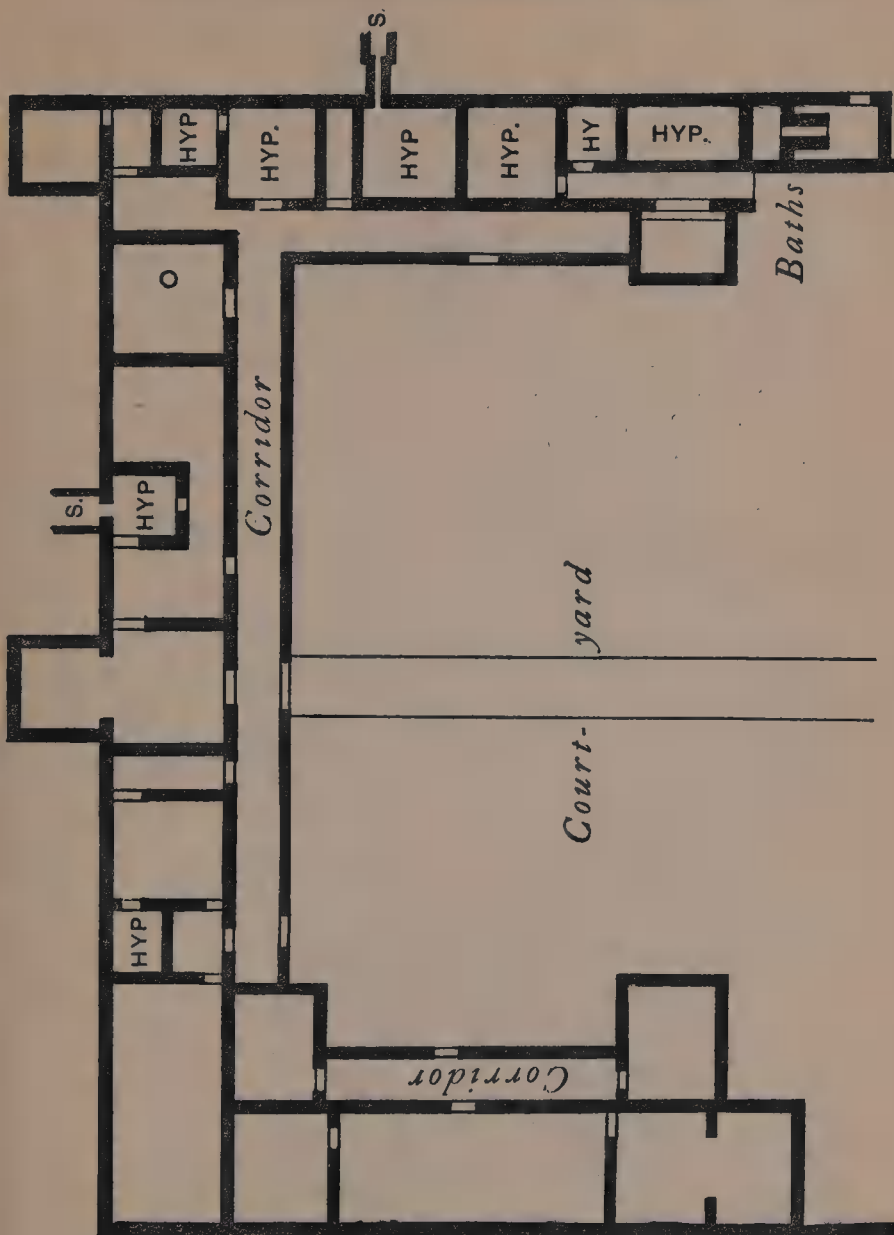 S.
S.
HYP
HYP.
HYP
HYP.
HY
HYP.
Baths
HYP
Corridor
HYP
Court-
yard
Corridor